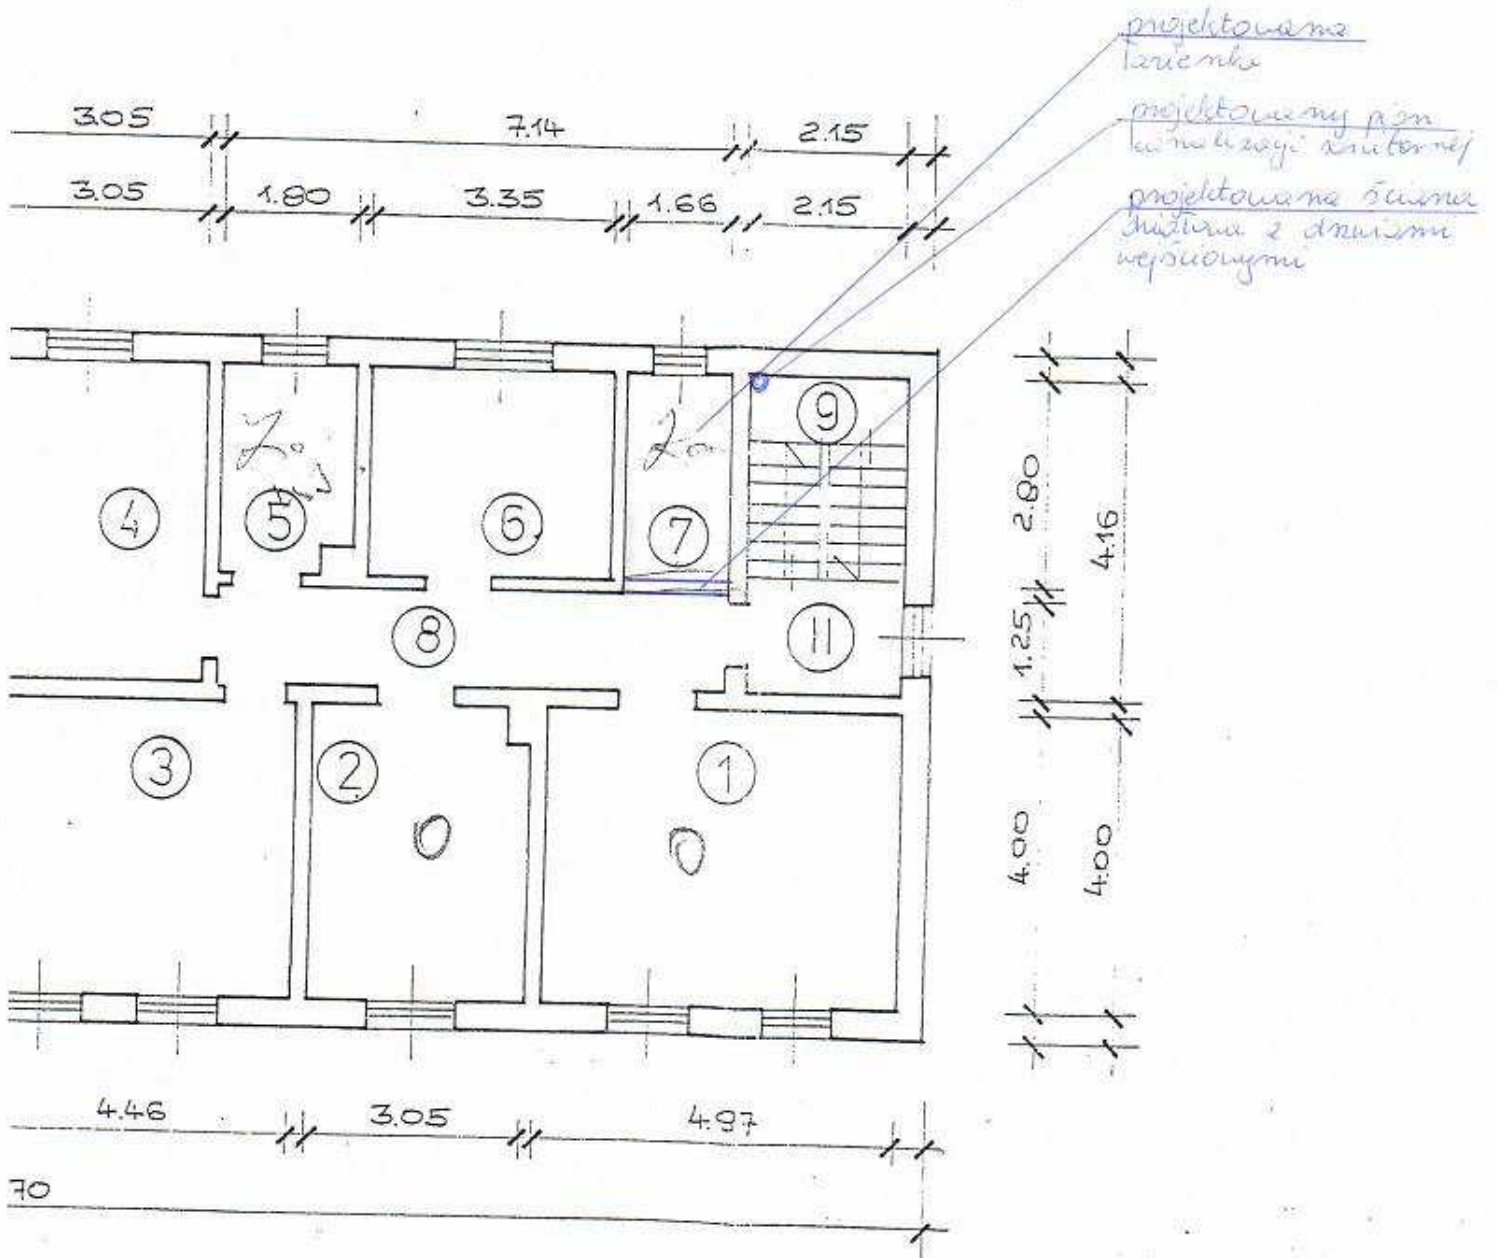 projektowana
łazienka
projektowany pion
kanalizacji sanitarnej
projektowana ściana
działowa z drzwiami
wejściowymi
3.05 7.14 2.15
3.05 1.80 3.35 1.66 2.15
9
4 5 6 7
2.80
4.16
8 11
1.25
3 2 1
4.00
4.00
4.46 3.05 4.97
70